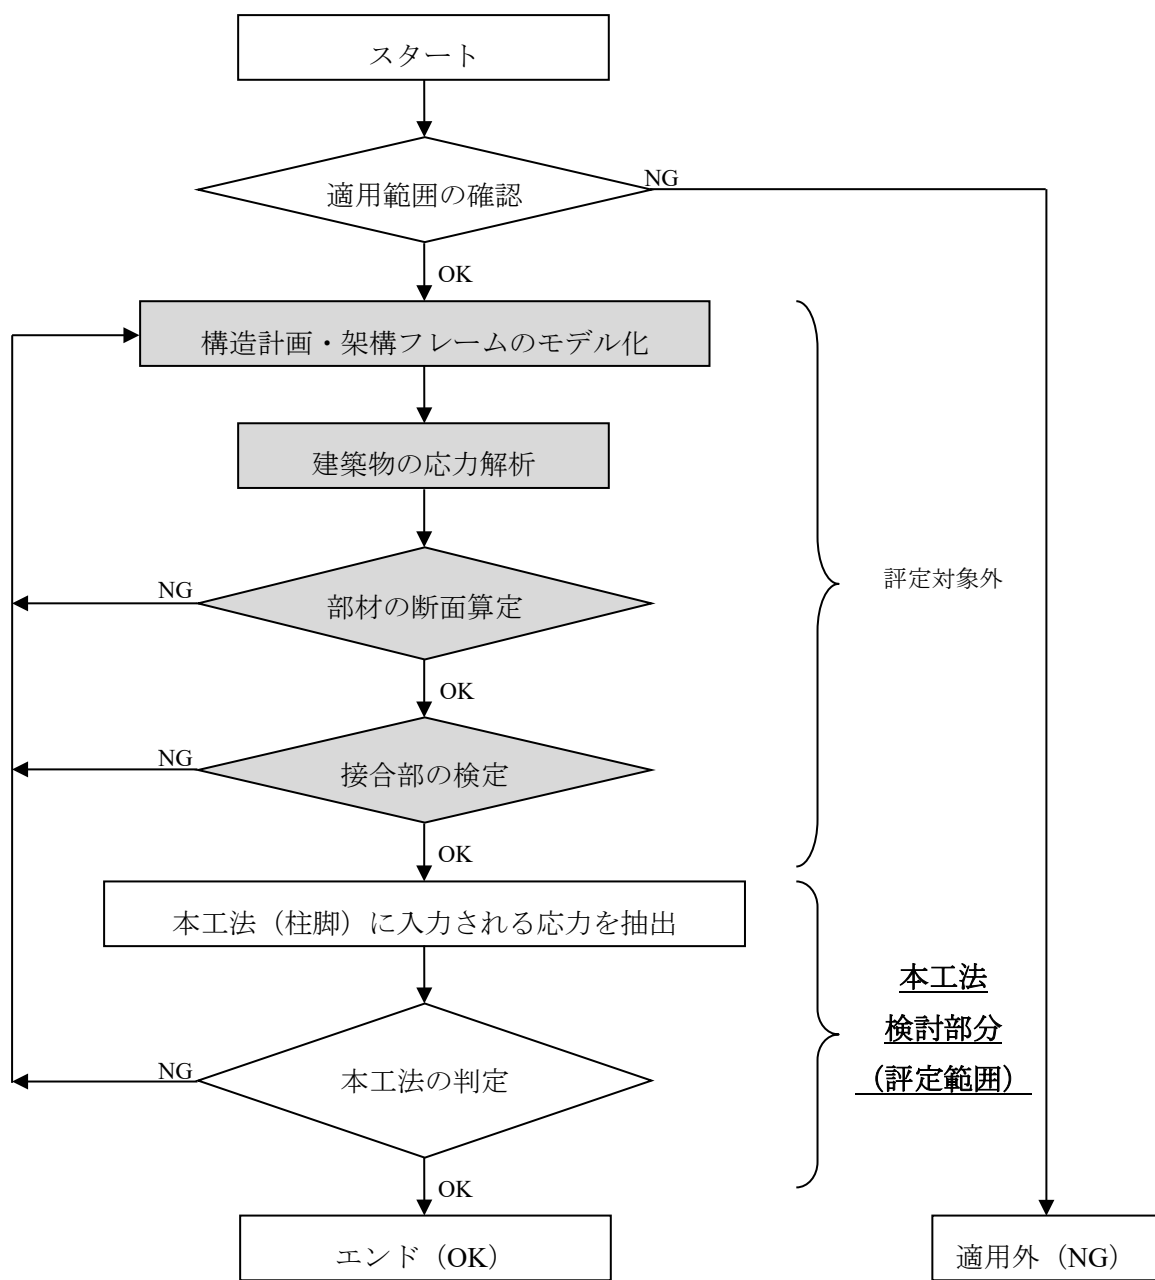 スタート
適用範囲の確認
NG
OK
構造計画・架構フレームのモデル化
建築物の応力解析
NG
部材の断面算定
評定対象外
OK
NG
接合部の検定
OK
本工法（柱脚）に入力される応力を抽出
本工法
検討部分
（評定範囲）
NG
本工法の判定
OK
エンド（OK）
適用外（NG）